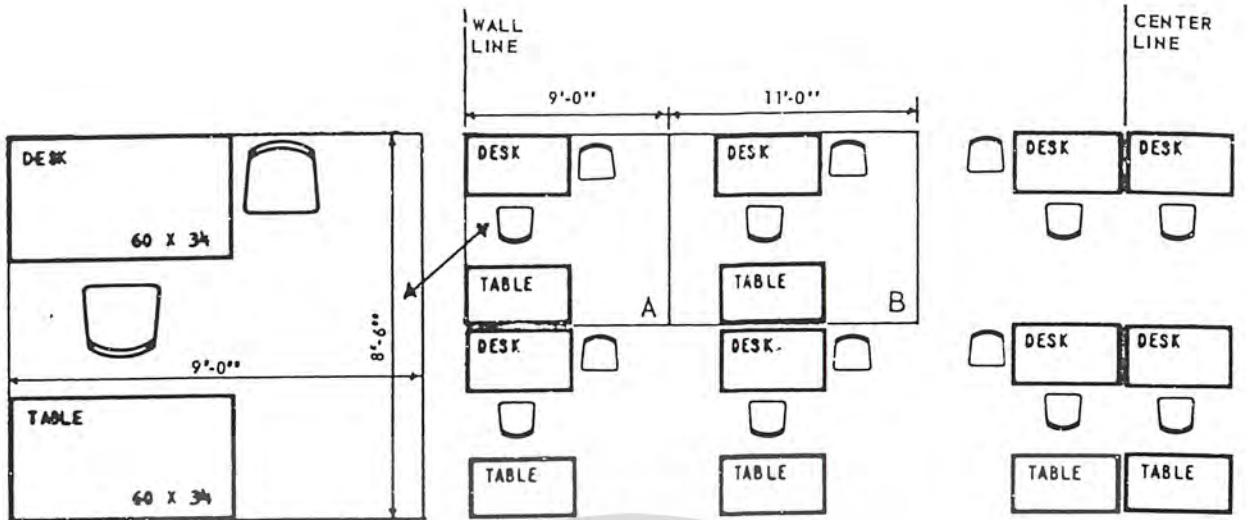 WALL
LINE
CENTER
LINE
9'-0"
11'-0"
DESK
60 X 34
8'-6"
9'-0"
TABLE
60 X 34
DESK
TABLE
A
DESK
TABLE
B
DESK
TABLE
DESK.
TABLE
DESK
DESK
DESK
DESK
TABLE
TABLE